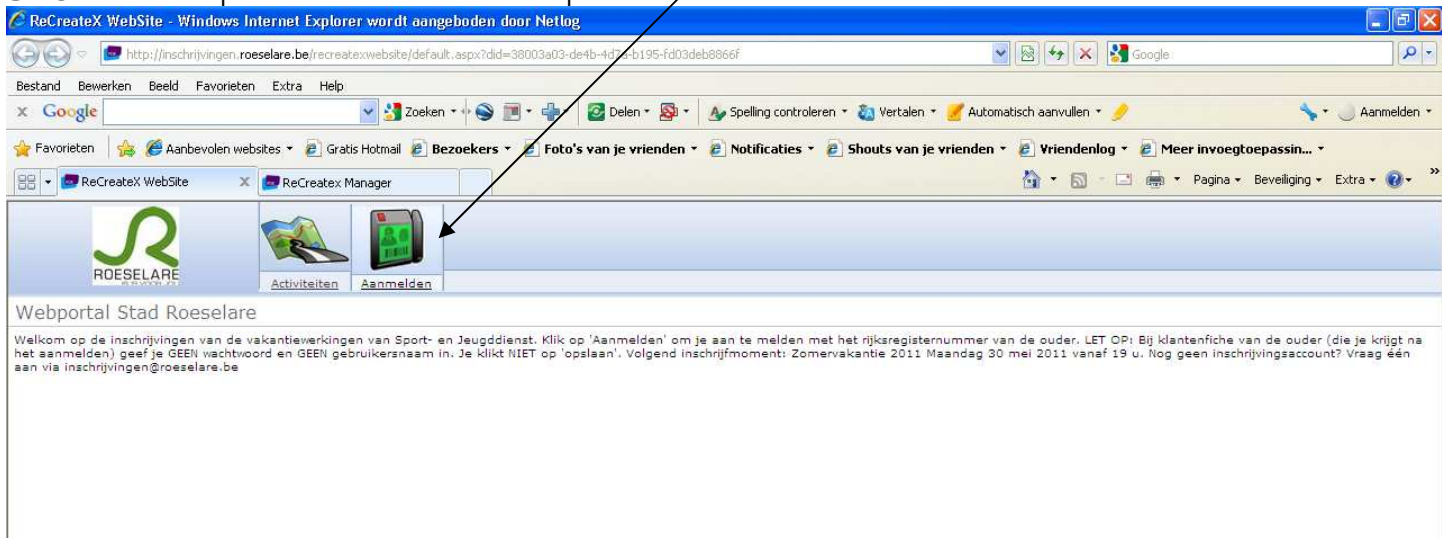 ReCreateX WebSite - Windows Internet Explorer wordt aangeboden door Netlog
http://inschrijvingen.roeselare.be/recreatexwebsite/default.aspx?did=38003a03-de4b-4d7a-b195-fd03deb8866f
Google
Bestand Bewerken Beeld Favorieten Extra Help
x Google Zoeken Delen Spelling controleren Vertalen Automatisch aanvullen Aanmelden
Favorieten Aanbevolen websites Gratis Hotmail Bezoekers Foto's van je vrienden Notificaties Shouts van je vrienden Vriendenlog Meer invoegtoepassin...
ReCreateX WebSite X ReCreatex Manager Pagina Beveiliging Extra »
ROESELARE
Activiteiten Aanmelden
Webportal Stad Roeselare
Welkom op de inschrijvingen van de vakantiewerkingen van Sport- en Jeugddienst. Klik op 'Aanmelden' om je aan te melden met het rijksregisternummer van de ouder. LET OP: Bij klantenfiche van de ouder (die je krijgt na
het aanmelden) geef je GEEN wachtwoord en GEEN gebruikersnaam in. Je klikt NIET op 'opslaan'. Volgend inschrijfmoment: Zomervakantie 2011 Maandag 30 mei 2011 vanaf 19 u. Nog geen inschrijvingsaccount? Vraag één
aan via inschrijvingen@roeselare.be